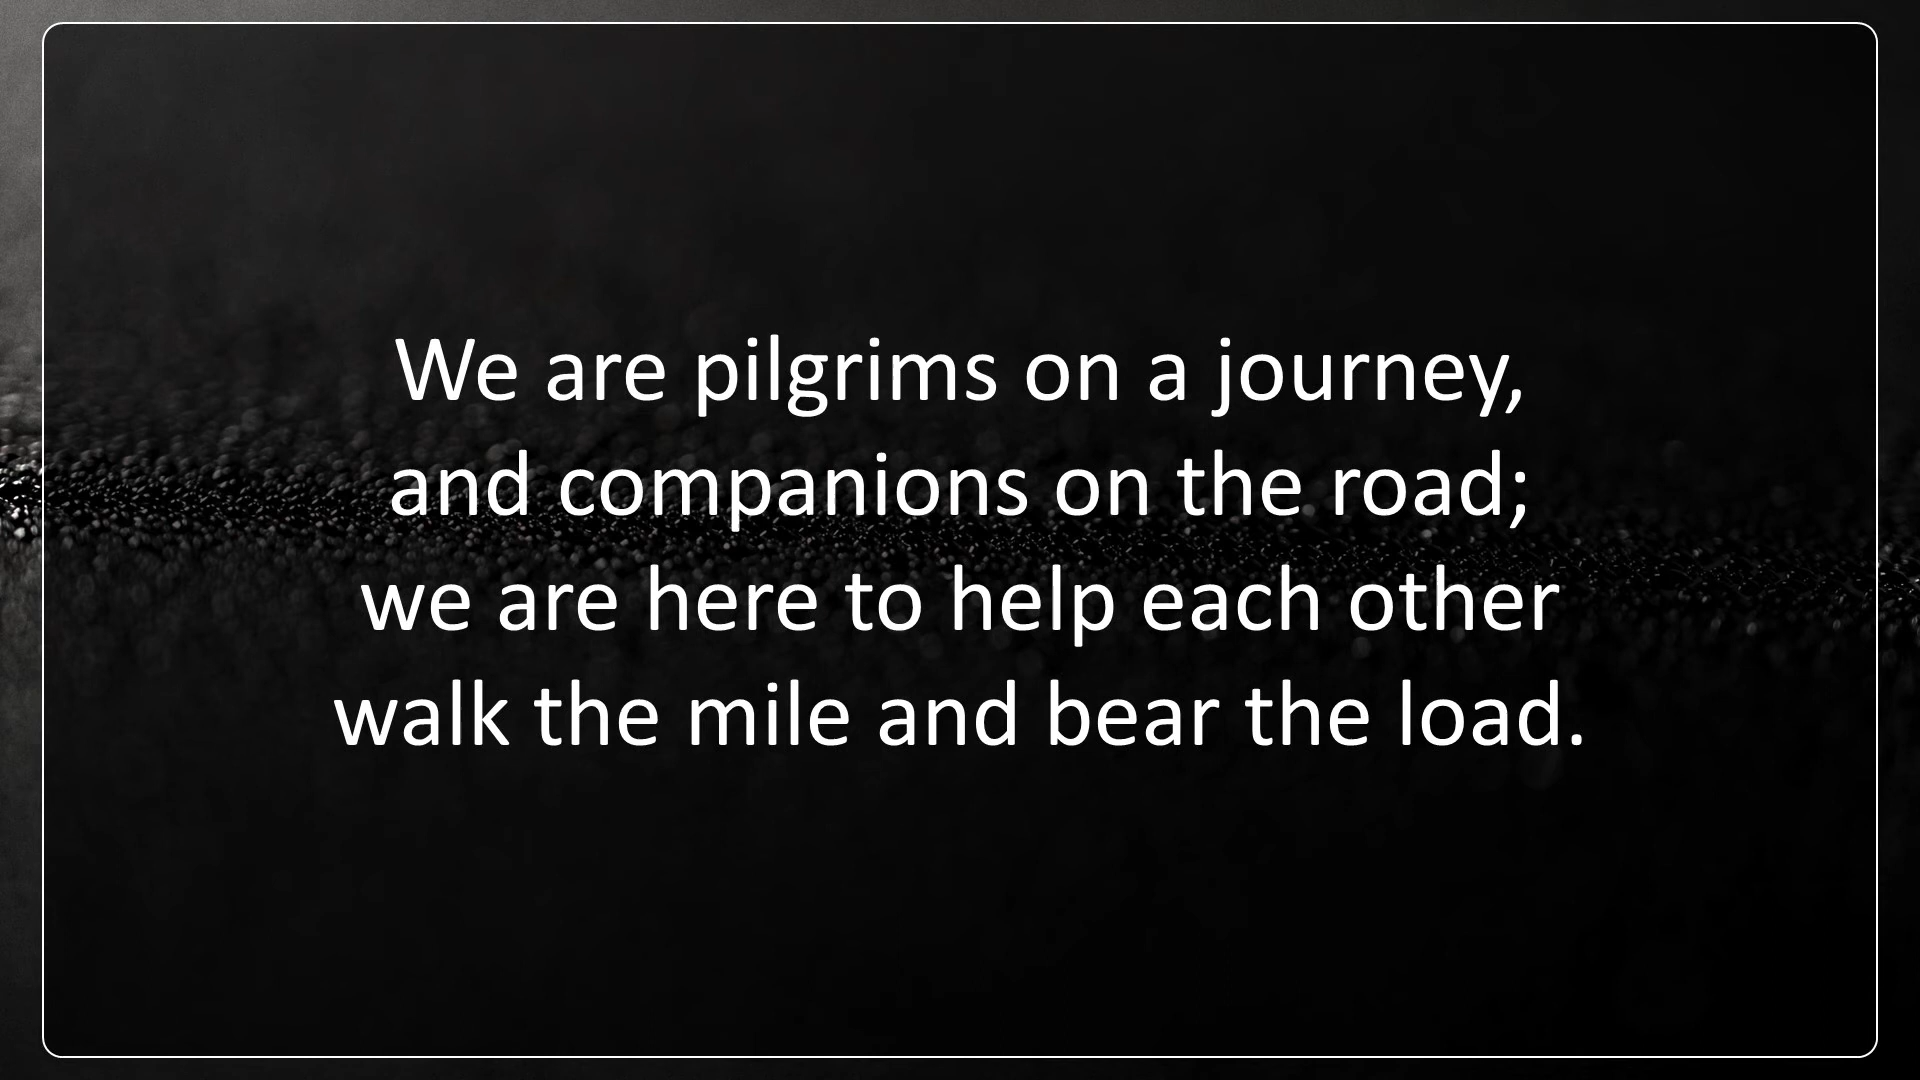 We are pilgrims on a journey,
and companions on the road;
we are here to help each other
walk the mile and bear the load.